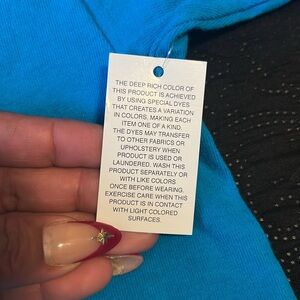 THE DEEP RICH COLOR OF
THIS PRODUCT IS ACHIEVED
BY USING SPECIAL DYES
THAT CREATES A VARIATION
IN COLORS, MAKING EACH
ITEM ONE OF A KIND.
THE DYES MAY TRANSFER
TO OTHER FABRICS OR
UPHOLSTERY WHEN
PRODUCT IS USED OR
LAUNDERED. WASH THIS
PRODUCT SEPARATELY OR
WITH LIKE COLORS
ONCE BEFORE WEARING.
EXERCISE CARE WHEN THIS
PRODUCT IS IN CONTACT
WITH LIGHT COLORED
SURFACES.